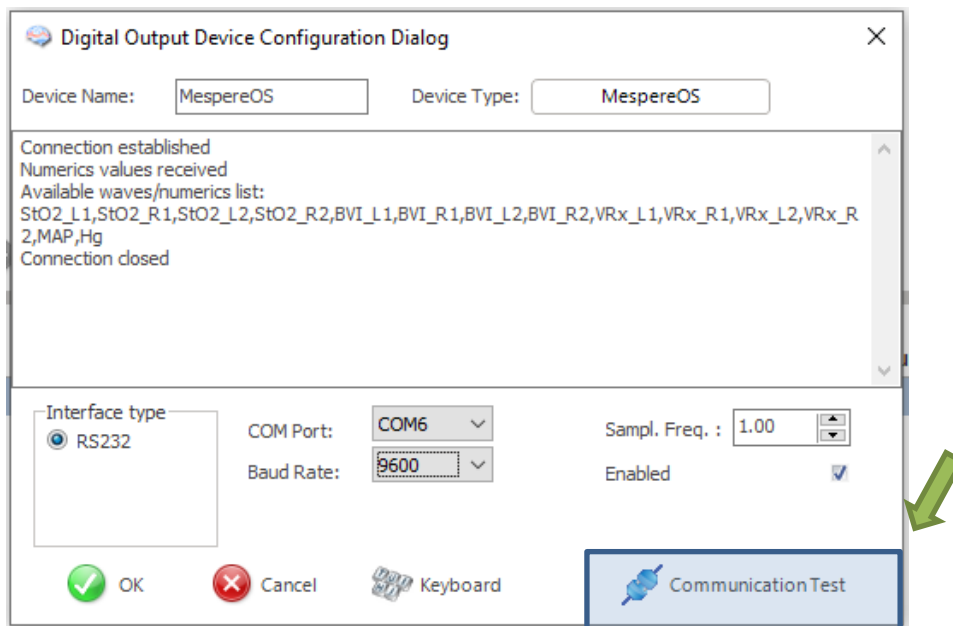 Digital Output Device Configuration Dialog
Device Name: MespereOS Device Type: MespereOS
Connection established
Numerics values received
Available waves/numerics list:
StO2_L1,StO2_R1,StO2_L2,StO2_R2,BVI_L1,BVI_R1,BVI_L2,BVI_R2,VRx_L1,VRx_R1,VRx_L2,VRx_R
2,MAP,Hg
Connection closed
Interface type
RS232
COM Port: COM6
Baud Rate: 9600
Sampl. Freq. : 1.00
Enabled
OK Cancel Keyboard Communication Test